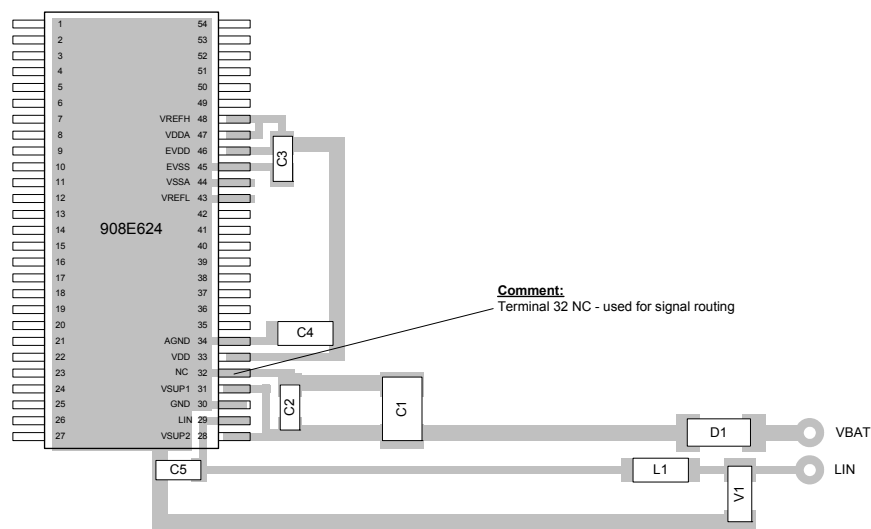 1 54
2 53
3 52
4 51
5 50
6 49
7 VREFH 48
8 VDDA 47
9 EVDD 46
10 EVSS 45
11 VSSA 44
12 VREFL 43
13 42
14 908E624 41
15 40
16 39
17 38
18 37
19 36
20 35
21 AGND 34
22 VDD 33
23 NC 32
24 VSUP1 31
25 GND 30
26 LIN 29
27 VSUP2 28
C3
Comment:
Terminal 32 NC - used for signal routing
C4
C2
C1
D1
VBAT
C5
L1
V1
LIN